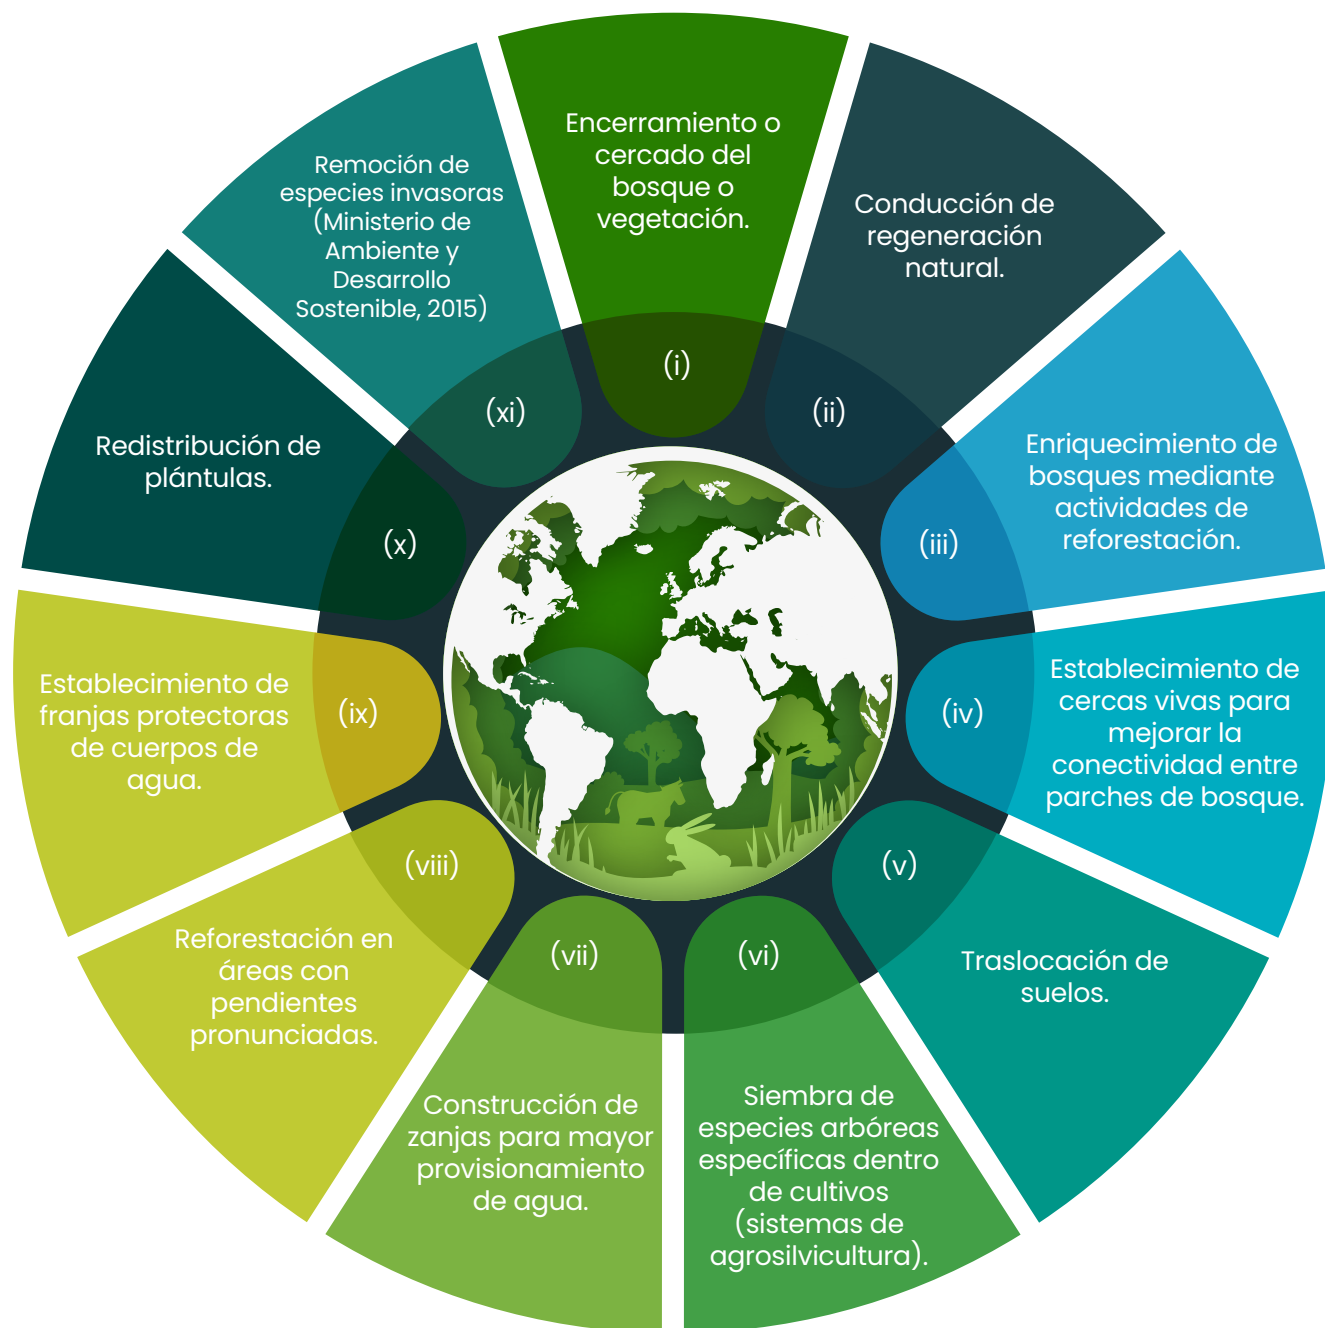 Encerramiento o
cercado del
bosque o
vegetación.
(i)
Conducción de
regeneración
natural.
(ii)
Enriquecimiento de
bosques mediante
actividades de
reforestación.
(iii)
Establecimiento de
cercas vivas para
mejorar la
conectividad entre
parches de bosque.
(iv)
Traslocación de
suelos.
(v)
Siembra de
especies arbóreas
específicas dentro
de cultivos
(sistemas de
agrosilvicultura).
(vi)
Construcción de
zanjas para mayor
provisionamiento
de agua.
(vii)
Reforestación en
áreas con
pendientes
pronunciadas.
(viii)
Establecimiento de
franjas protectoras
de cuerpos de
agua.
(ix)
Redistribución de
plántulas.
(x)
Remoción de
especies invasoras
(Ministerio de
Ambiente y
Desarrollo
Sostenible, 2015)
(xi)